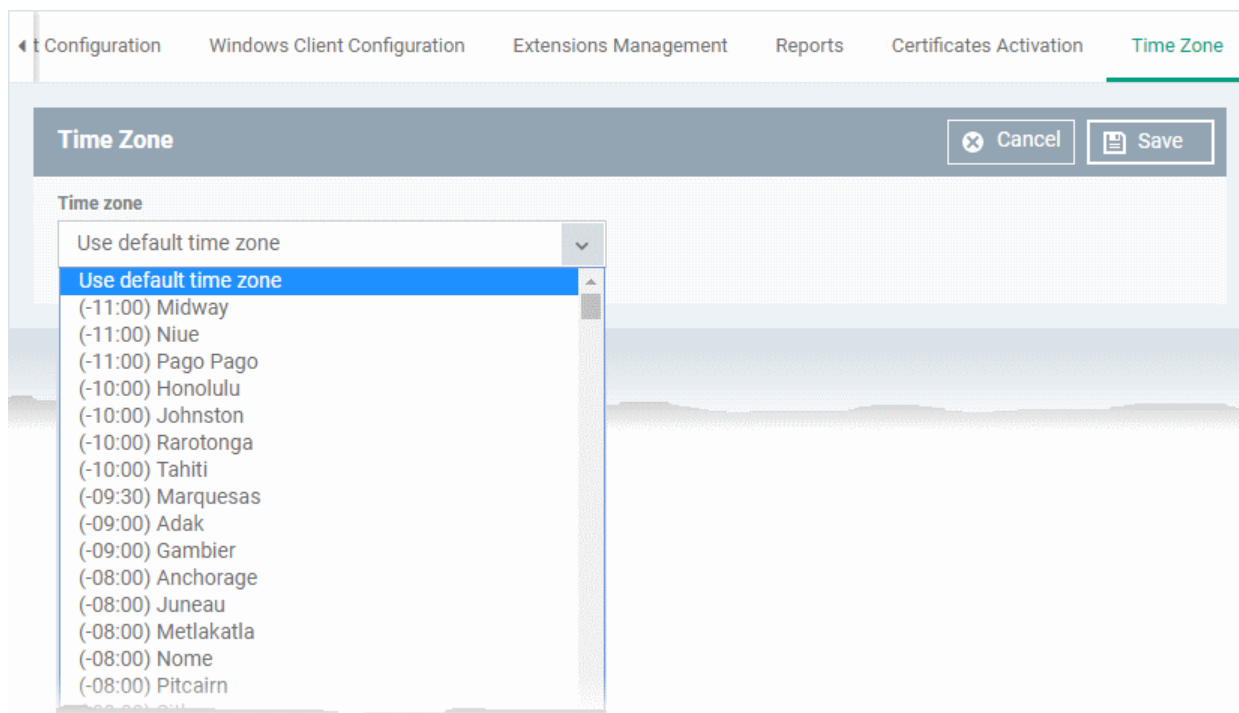 t Configuration Windows Client Configuration Extensions Management Reports Certificates Activation Time Zone
Time Zone Cancel Save
Time zone
Use default time zone
Use default time zone
(-11:00) Midway
(-11:00) Niue
(-11:00) Pago Pago
(-10:00) Honolulu
(-10:00) Johnston
(-10:00) Rarotonga
(-10:00) Tahiti
(-09:30) Marquesas
(-09:00) Adak
(-09:00) Gambier
(-08:00) Anchorage
(-08:00) Juneau
(-08:00) Metlakatla
(-08:00) Nome
(-08:00) Pitcairn